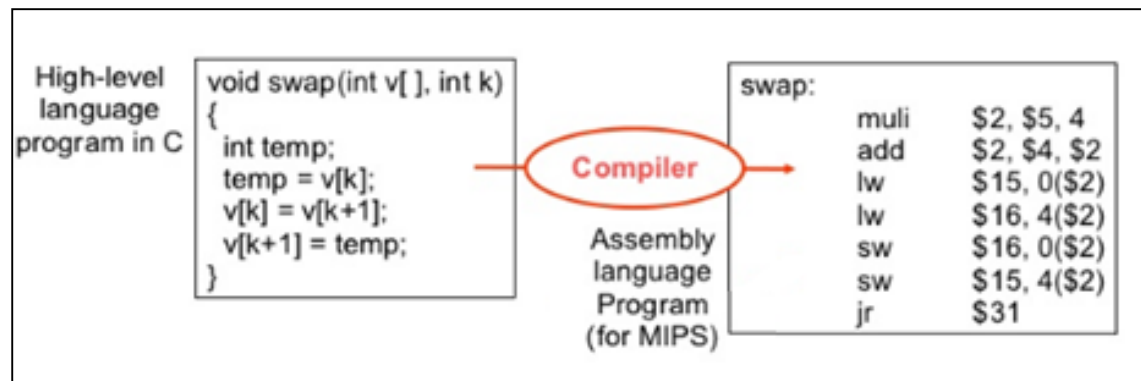 High-level
language
program in C
void swap(int v[ ], int k)
{
int temp;
temp = v[k];
v[k] = v[k+1];
v[k+1] = temp;
}
Compiler
Assembly
language
Program
(for MIPS)
swap:
muli $2, $5, 4
add $2, $4, $2
lw $15, 0($2)
lw $16, 4($2)
sw $16, 0($2)
sw $15, 4($2)
jr $31